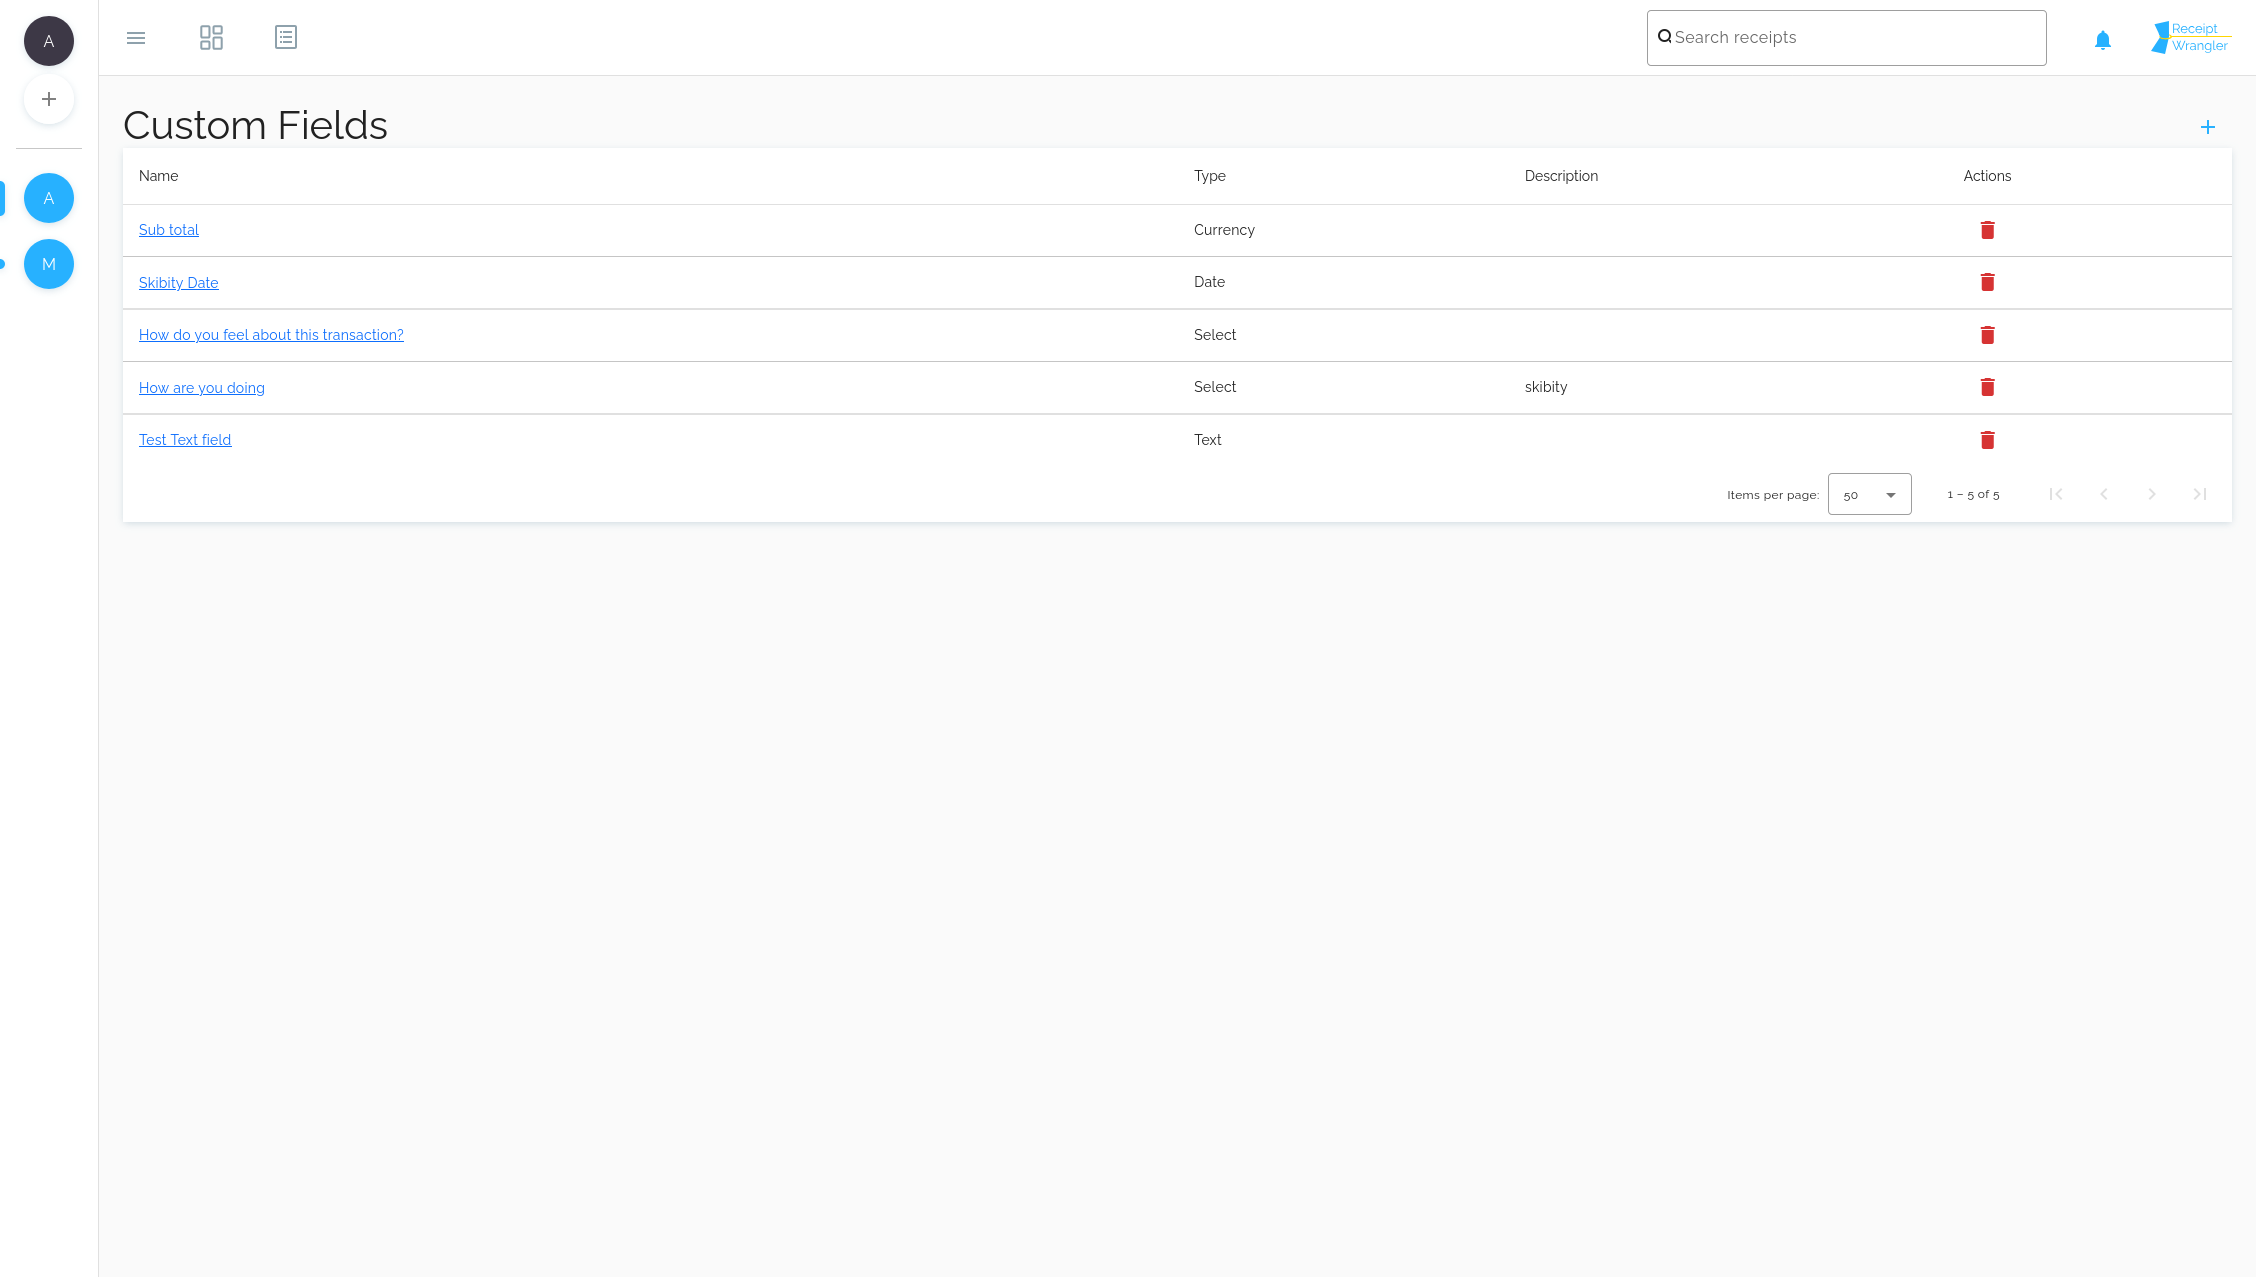 A
Search receipts
Receipt
Wrangler
Custom Fields
Name Type Description Actions
Sub total Currency
Skibity Date Date
How do you feel about this transaction? Select
How are you doing Select skibity
Test Text field Text
Items per page: 50 1 – 5 of 5
A
M